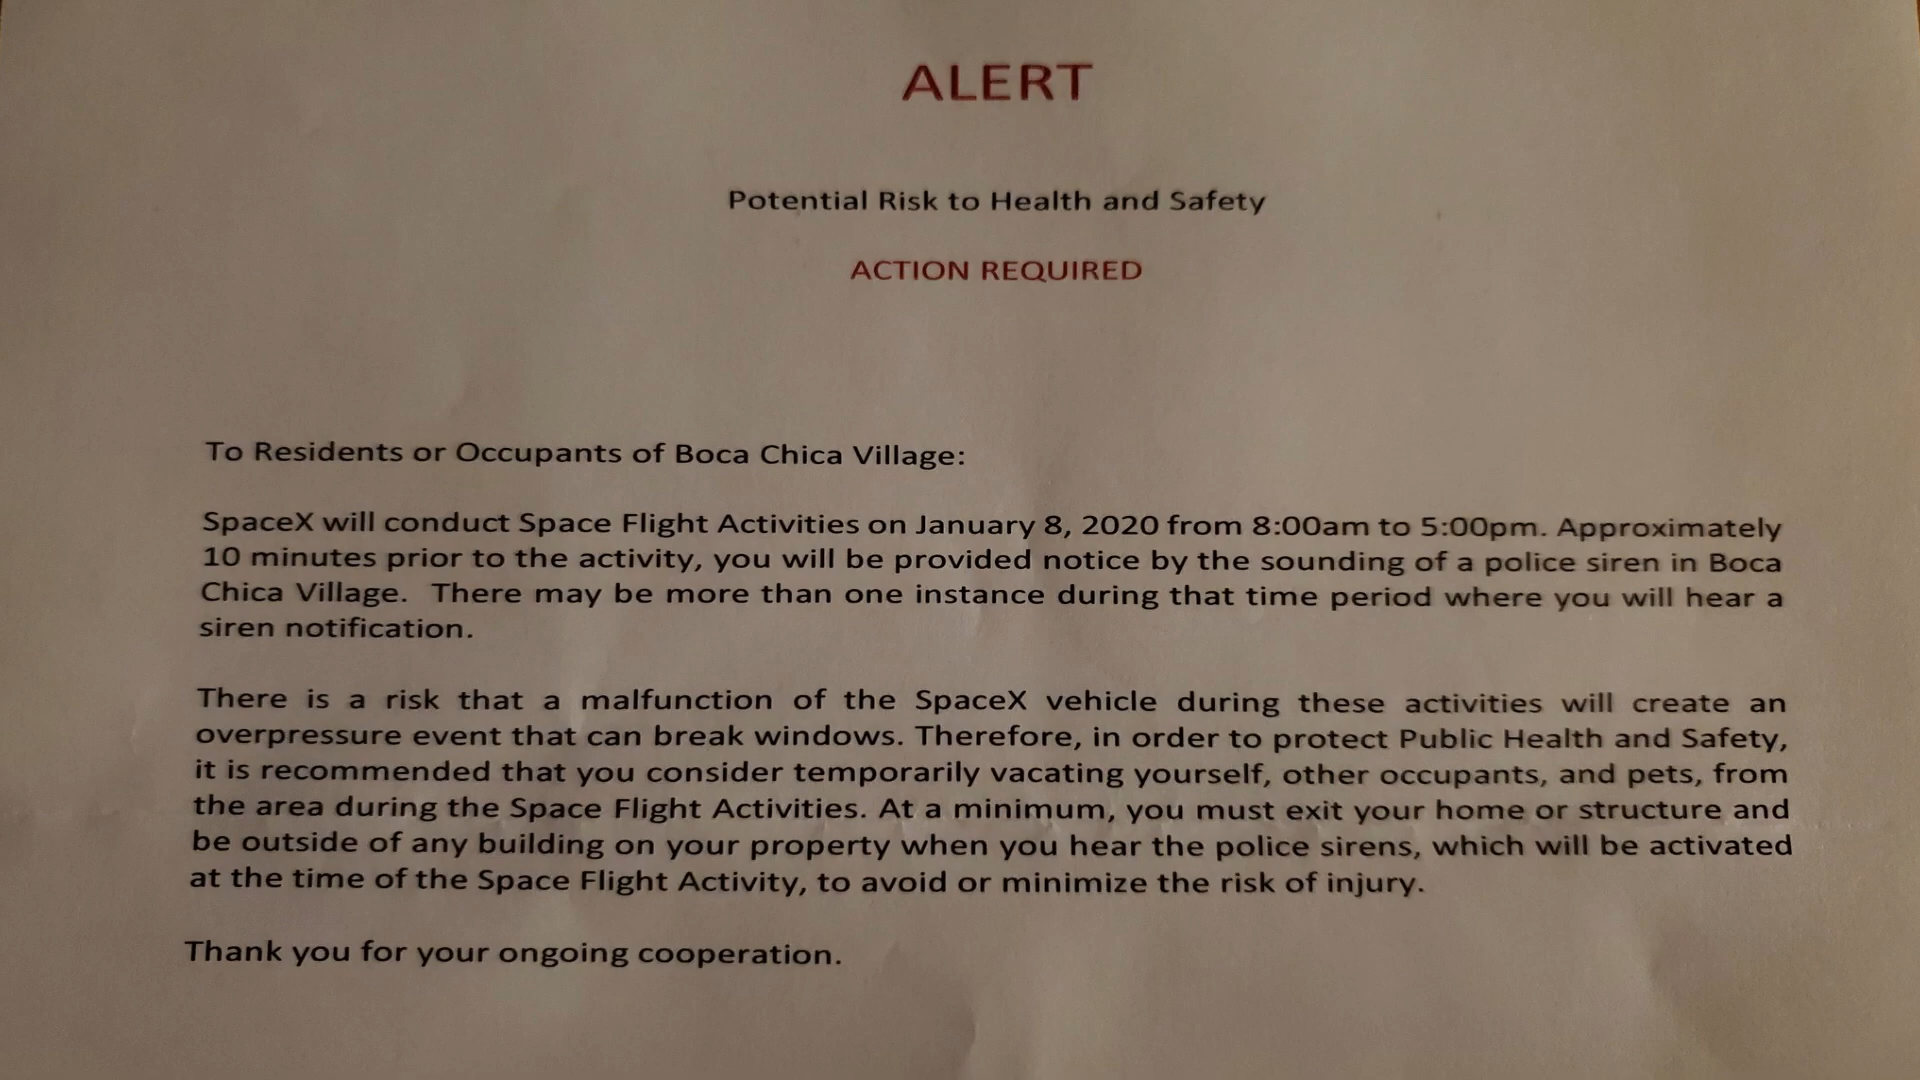 ALERT
Potential Risk to Health and Safety
ACTION REQUIRED
To Residents or Occupants of Boca Chica Village:
SpaceX will conduct Space Flight Activities on January 8, 2020 from 8:00am to 5:00pm. Approximately
10 minutes prior to the activity, you will be provided notice by the sounding of a police siren in Boca
Chica Village.  There may be more than one instance during that time period where you will hear a
siren notification.
There is a risk that a malfunction of the SpaceX vehicle during these activities will create an
overpressure event that can break windows. Therefore, in order to protect Public Health and Safety,
it is recommended that you consider temporarily vacating yourself, other occupants, and pets, from
the area during the Space Flight Activities. At a minimum, you must exit your home or structure and
be outside of any building on your property when you hear the police sirens, which will be activated
at the time of the Space Flight Activity, to avoid or minimize the risk of injury.
Thank you for your ongoing cooperation.